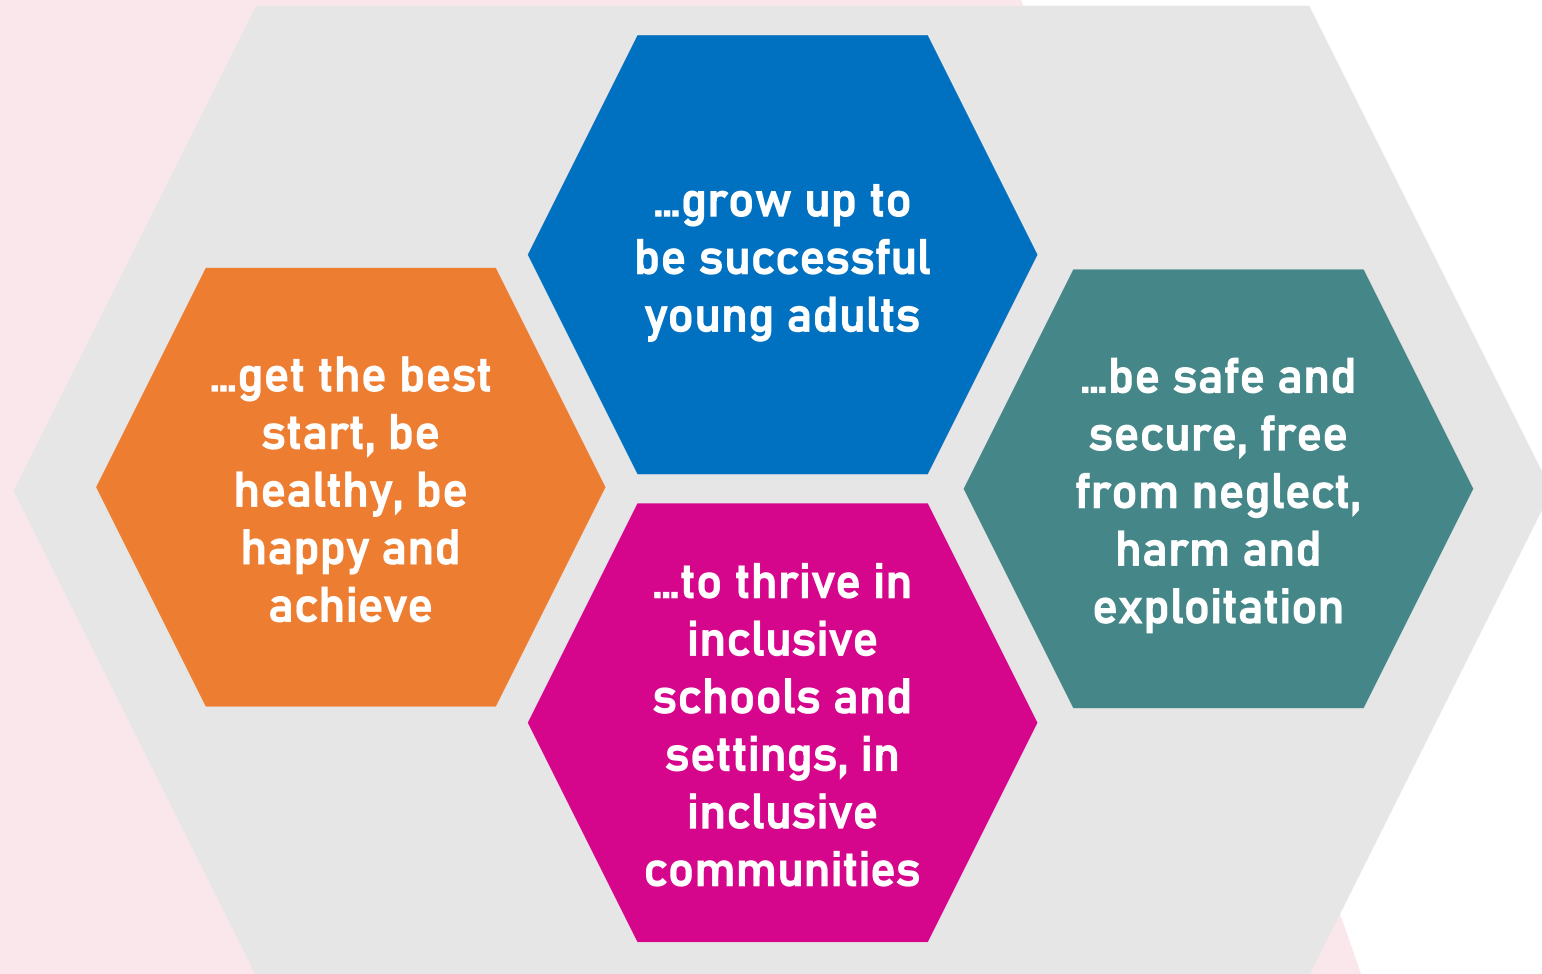 ...grow up to
be successful
young adults
...get the best
start, be
healthy, be
happy and
achieve
...be safe and
secure, free
from neglect,
harm and
exploitation
...to thrive in
inclusive
schools and
settings, in
inclusive
communities